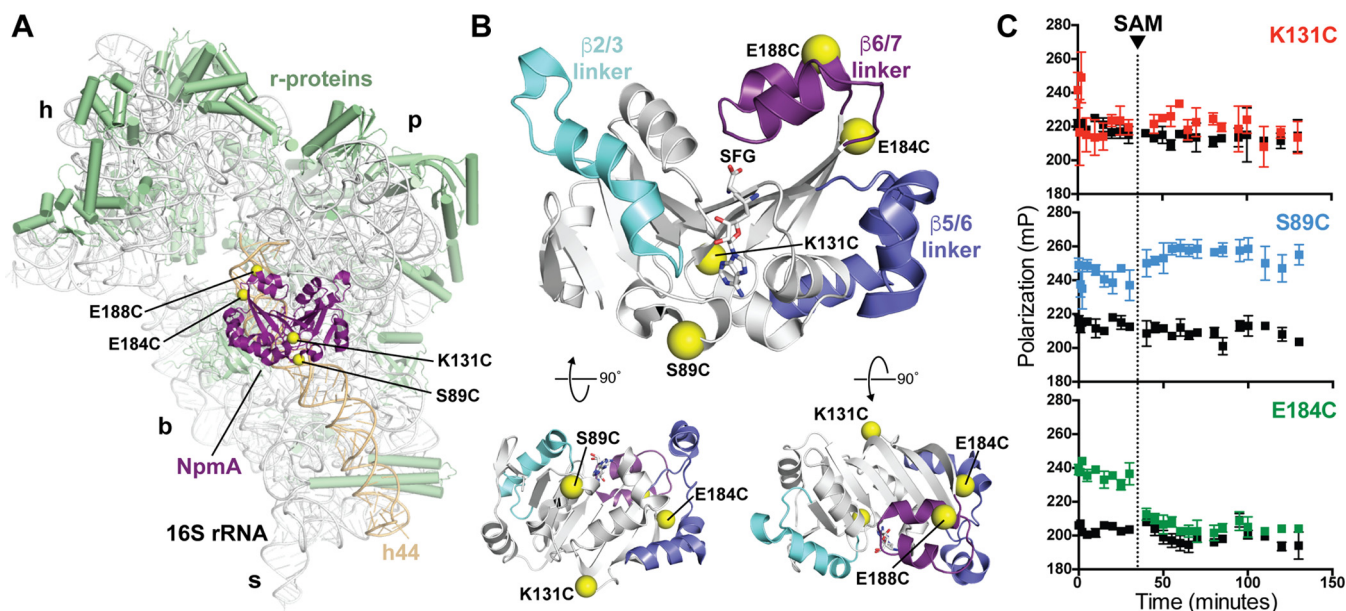 A
r-proteins
h
p
E188C
E184C
K131C
S89C
b
NpmA
16S rRNA
h44
s
B
β2/3
linker
E188C
β6/7
linker
SFG
E184C
K131C
β5/6
linker
S89C
90°
90°
S89C
E184C
K131C
K131C
E184C
E188C
C
SAM
K131C
280
260
240
220
200
180
S89C
280
260
240
220
200
180
E184C
280
260
240
220
200
180
Polarization (mP)
0
50
100
150
Time (minutes)